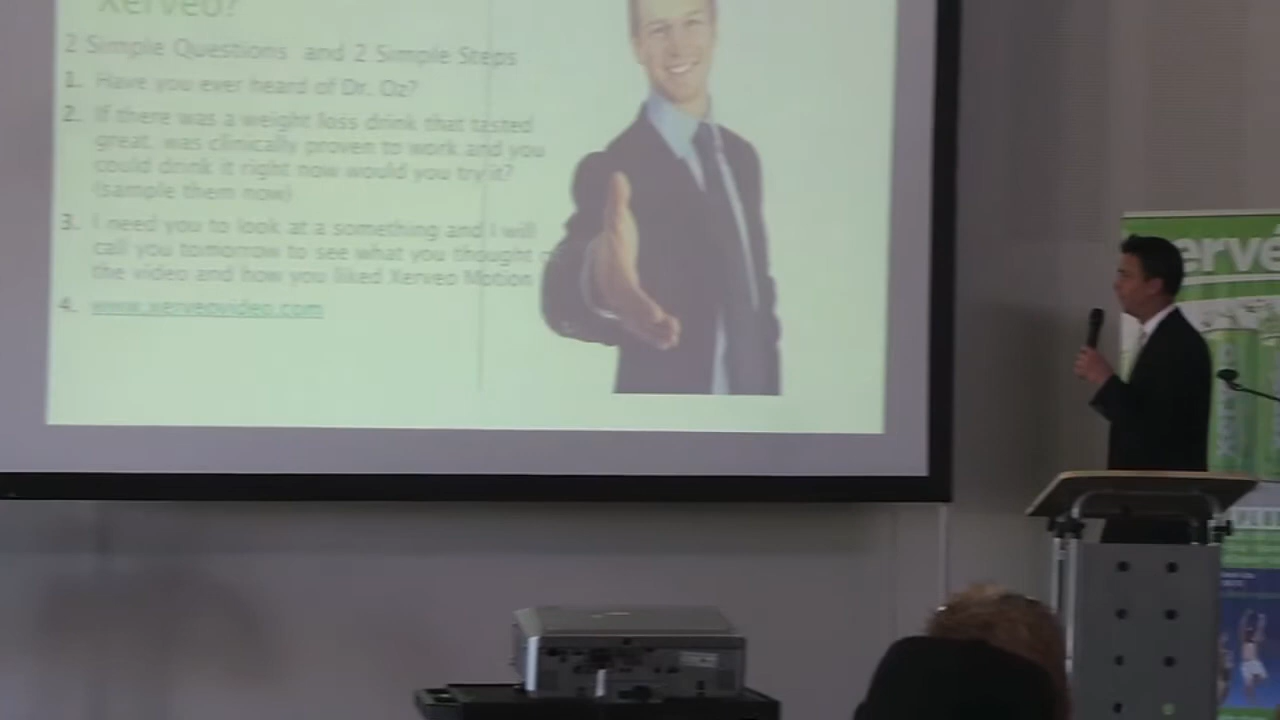 Xerveo?
2 Simple Questions and 2 Simple Steps
1. Have you ever heard of Dr. Oz?
2. If there was a weight loss drink that tasted
great, was clinically proven to work and you
could drink it right now would you try it?
(sample them now)
3. I need you to look at a something and I will
call you tomorrow to see what you thought
the video and how you liked Xerveo Motion
4. www.xerveovideo.com
xerve